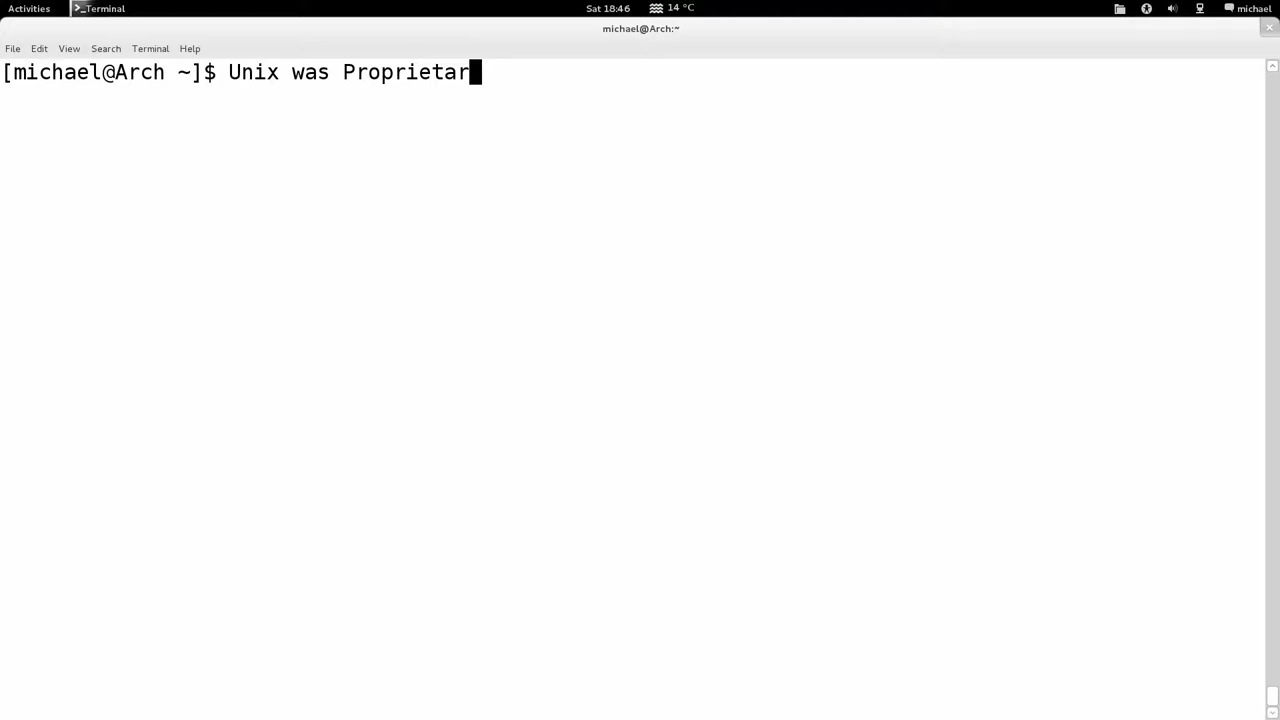 Activities >_Terminal Sat 18:46 14 °C michael
michael@Arch:~
File Edit View Search Terminal Help
[michael@Arch ~]$ Unix was Proprietar